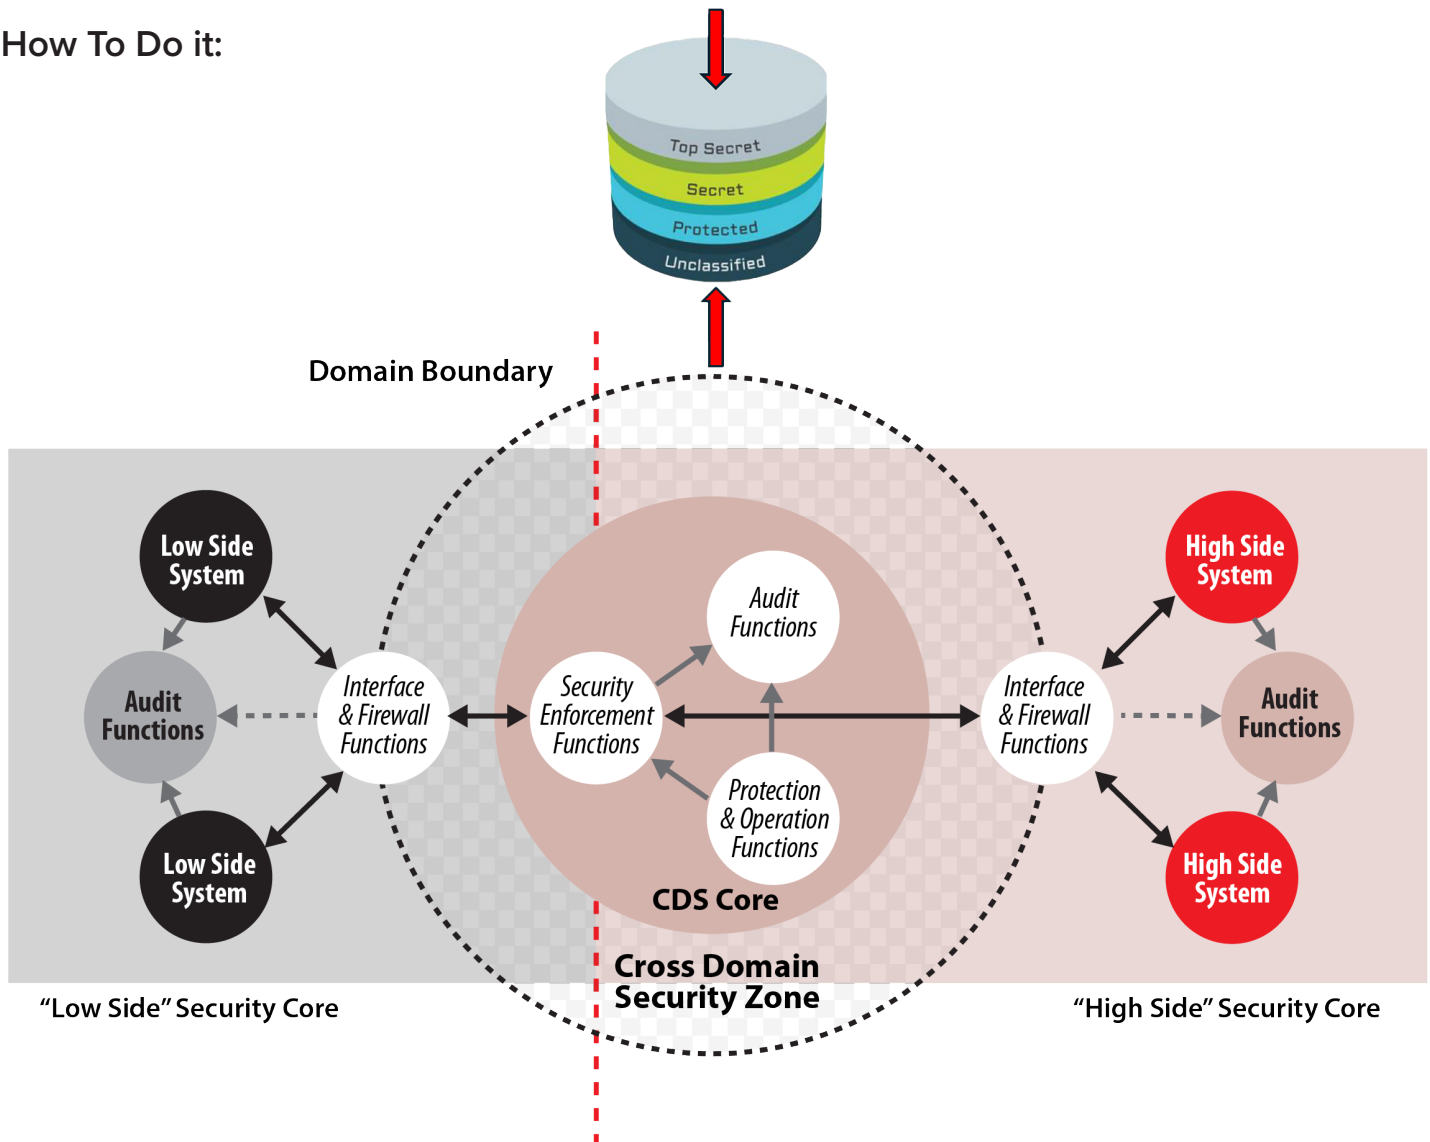 How To Do it:
Top Secret
Secret
Protected
Unclassified
Domain Boundary
Low Side
System
High Side
System
Audit
Functions
Audit
Functions
Interface
& Firewall
Functions
Security
Enforcement
Functions
Interface
& Firewall
Functions
Audit
Functions
Protection
& Operation
Functions
Low Side
System
High Side
System
CDS Core
Cross Domain
Security Zone
“Low Side” Security Core
“High Side” Security Core